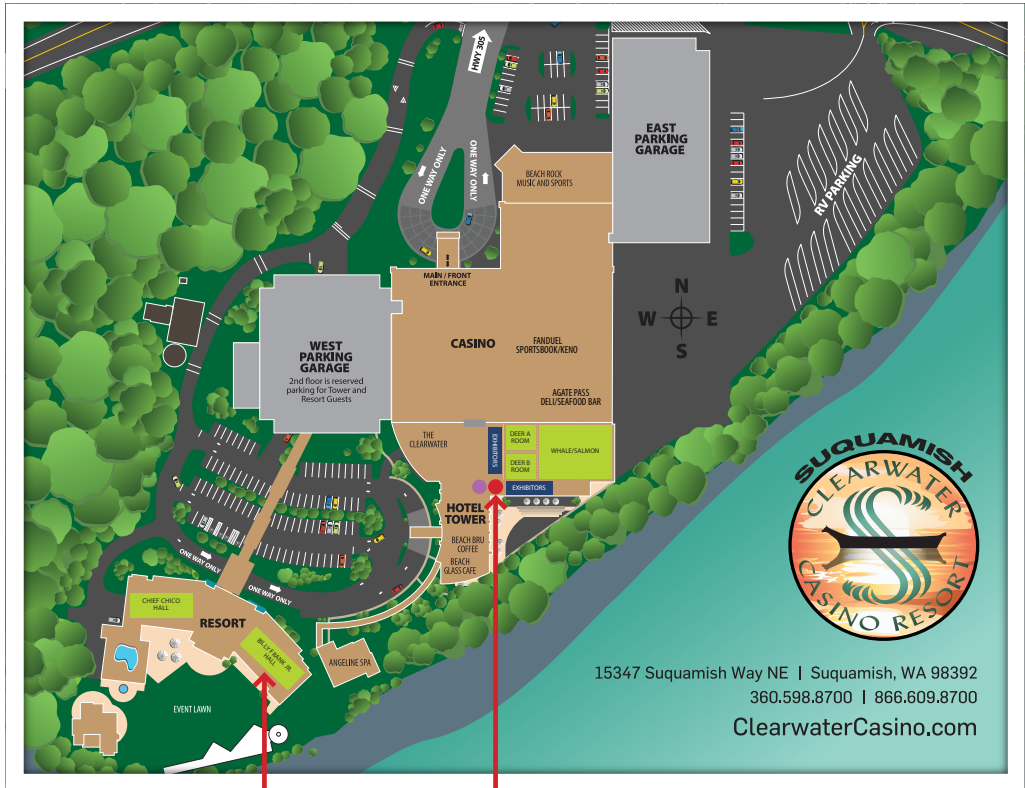 HWY 305
ONE WAY ONLY
ONE WAY ONLY
EAST
PARKING
GARAGE
RV PARKING
BEACH ROCK
MUSIC AND SPORTS
MAIN / FRONT
ENTRANCE
N
W E
S
WEST
PARKING
GARAGE
2nd floor is reserved
parking for Tower and
Resort Guests
CASINO
FANDUEL
SPORTSBOOK/KENO
AGATE PASS
DELI/SEAFOOD BAR
THE
CLEARWATER
EXHIBITORS
DEER A
ROOM
DEER B
ROOM
WHALE/SALMON
EXHIBITORS
HOTEL
TOWER
BEACH BRU
COFFEE
BEACH
GLASS CAFE
ONE WAY ONLY
ONE WAY ONLY
CHIEF CHICO
HALL
RESORT
BILLY FRANK JR.
HALL
ANGELINE SPA
EVENT LAWN
SUQUAMISH
CLEARWATER
CASINO RESORT
15347 Suquamish Way NE | Suquamish, WA 98392
360.598.8700 | 866.609.8700
ClearwaterCasino.com